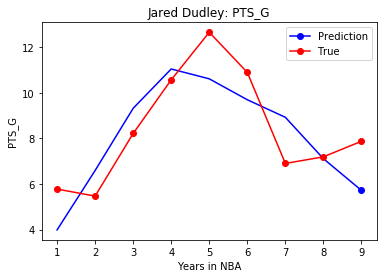 Jared Dudley: PTS_G
Prediction
True
12
10
8
6
4
PTS_G
1 2 3 4 5 6 7 8 9
Years in NBA